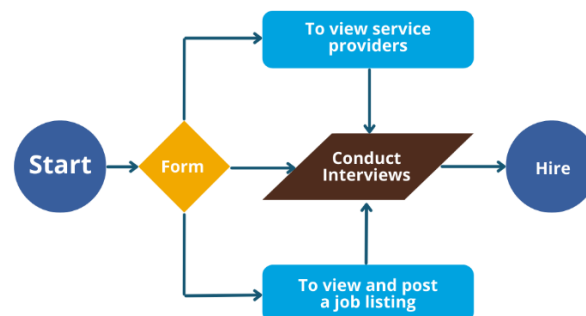 To view service
providers
Start
Form
Conduct
Interviews
Hire
To view and post
a job listing